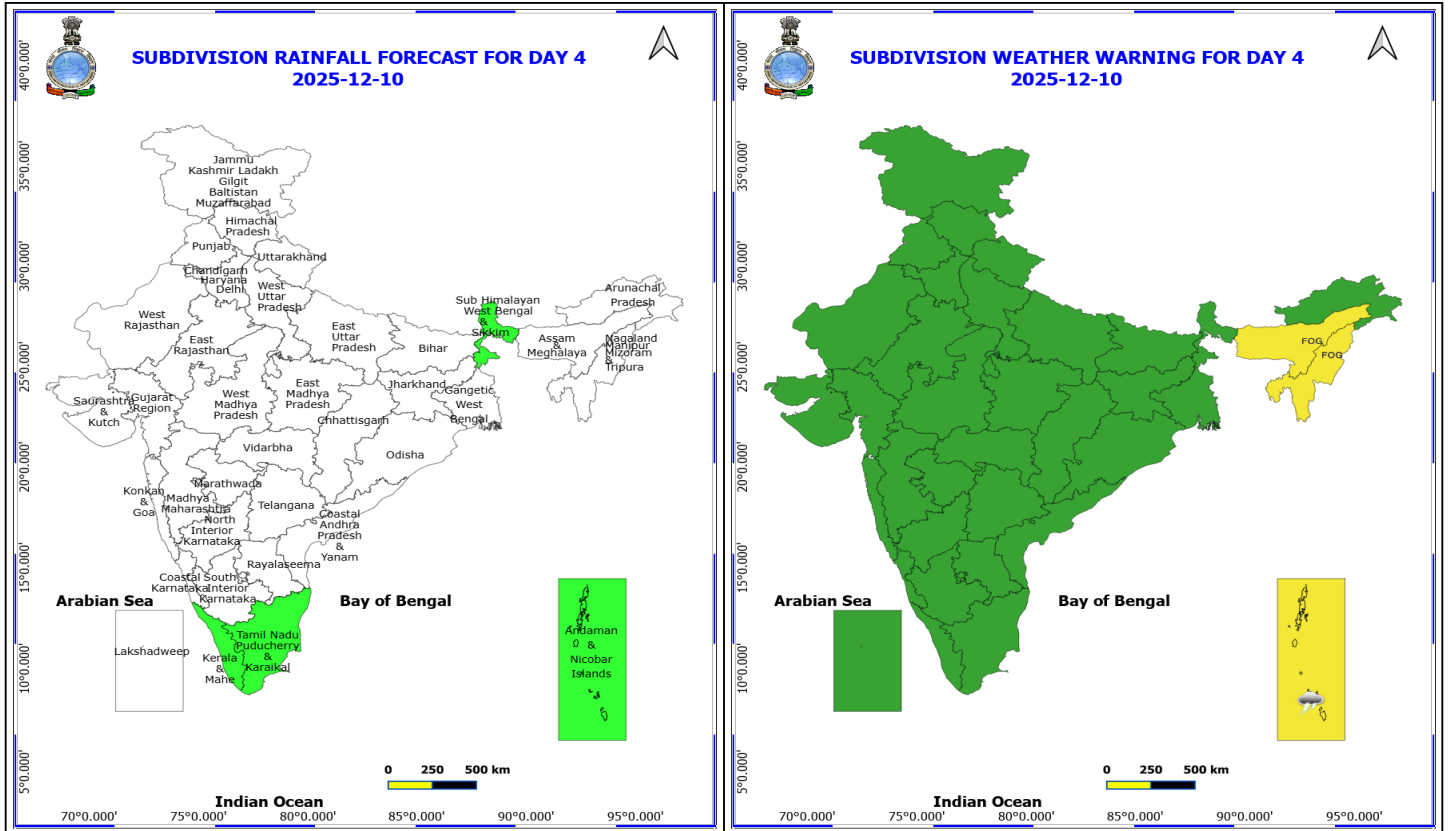 SUBDIVISION RAINFALL FORECAST FOR DAY 4
2025-12-10
40°0.000'
35°0.000'
30°0.000'
25°0.000'
20°0.000'
15°0.000'
10°0.000'
5°0.000'
Jammu
Kashmir Ladakh
Gilgit
Baltistan
Muzaffarabad
Himachal
Pradesh
Punjab
Uttarakhand
Chandigarh
Haryana
Delhi
West
Uttar
Pradesh
Arunachal
Pradesh
Sub Himalayan
West Bengal
&
Sikkim
West
Rajasthan
East
Rajasthan
East
Uttar
Pradesh
Bihar
Assam
&
Meghalaya
Nagaland
Manipur
Mizoram
&
Tripura
Saurashtra
&
Kutch
Gujarat
Region
West
Madhya
Pradesh
East
Madhya
Pradesh
Jharkhand
Gangetic
West
Bengal
Chhattisgarh
Vidarbha
Odisha
Konkan
&
Goa
Madhya
Maharashtra
Marathwada
Telangana
North
Interior
Karnataka
Coastal
Andhra
Pradesh
&
Yanam
Rayalaseema
Coastal
Karnataka
South
Interior
Karnataka
Arabian Sea
Bay of Bengal
Lakshadweep
Kerala
&
Mahe
Tamil Nadu
Puducherry
&
Karaikal
Andaman
&
Nicobar
Islands
0 250 500 km
Indian Ocean
70°0.000' 75°0.000' 80°0.000' 85°0.000' 90°0.000' 95°0.000'
SUBDIVISION WEATHER WARNING FOR DAY 4
2025-12-10
40°0.000'
35°0.000'
30°0.000'
25°0.000'
20°0.000'
15°0.000'
10°0.000'
5°0.000'
FOG
FOG
Arabian Sea
Bay of Bengal
0 250 500 km
Indian Ocean
70°0.000' 75°0.000' 80°0.000' 85°0.000' 90°0.000' 95°0.000'